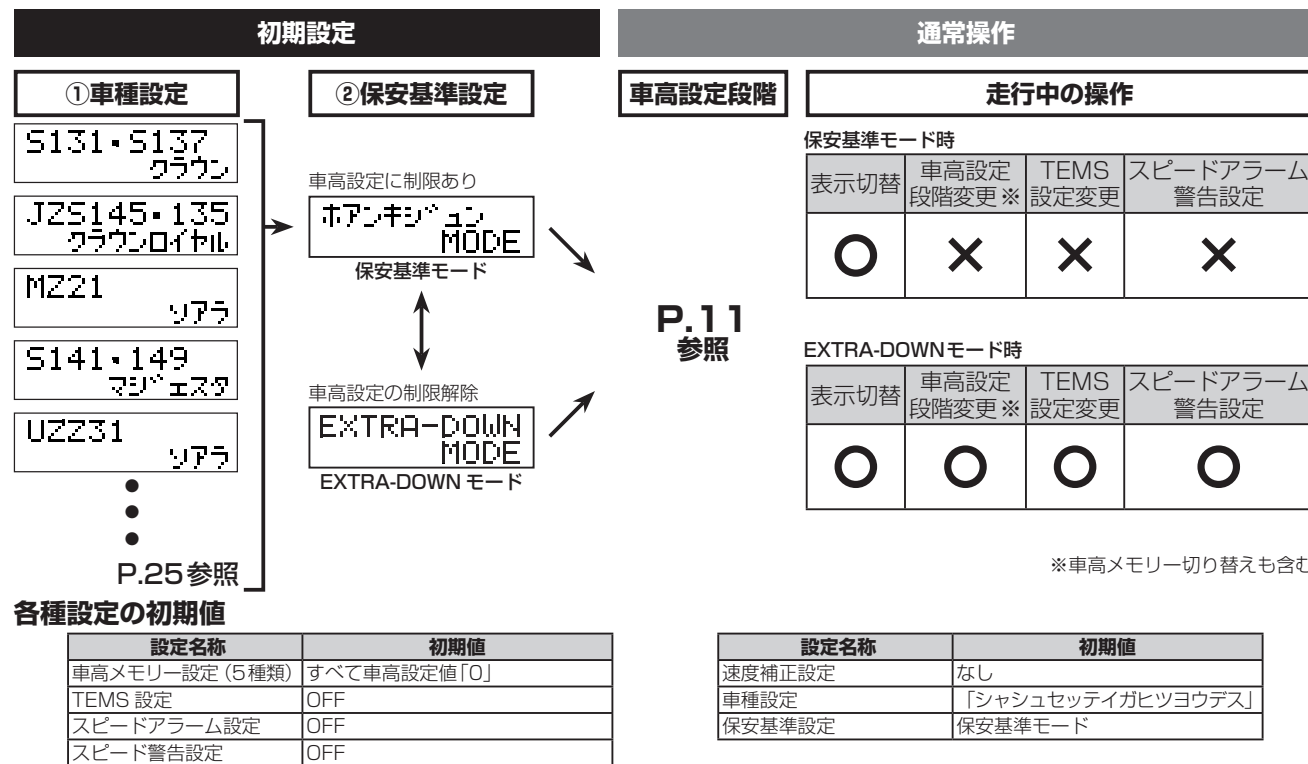 初期設定
通常操作
①車種設定
②保安基準設定
車高設定段階
走行中の操作
S131・S137
クラウン
JZS145・135
クラウンロイヤル
MZ21
ソアラ
S141・149
マジェスタ
UZZ31
ソアラ
P.25参照
車高設定に制限あり
ホアンキジュン
MODE
保安基準モード
車高設定の制限解除
EXTRA-DOWN
MODE
EXTRA-DOWN モード
P.11
参照
保安基準モード時
表示切替 車高設定段階変更※ TEMS設定変更 スピードアラーム警告設定
○ × × ×
EXTRA-DOWNモード時
表示切替 車高設定段階変更※ TEMS設定変更 スピードアラーム警告設定
○ ○ ○ ○
※車高メモリー切り替えも含む
各種設定の初期値
設定名称 初期値
車高メモリー設定（5種類） すべて車高設定値「0」
TEMS 設定 OFF
スピードアラーム設定 OFF
スピード警告設定 OFF
設定名称 初期値
速度補正設定 なし
車種設定 「シャシュセッテイガヒツヨウデス」
保安基準設定 保安基準モード